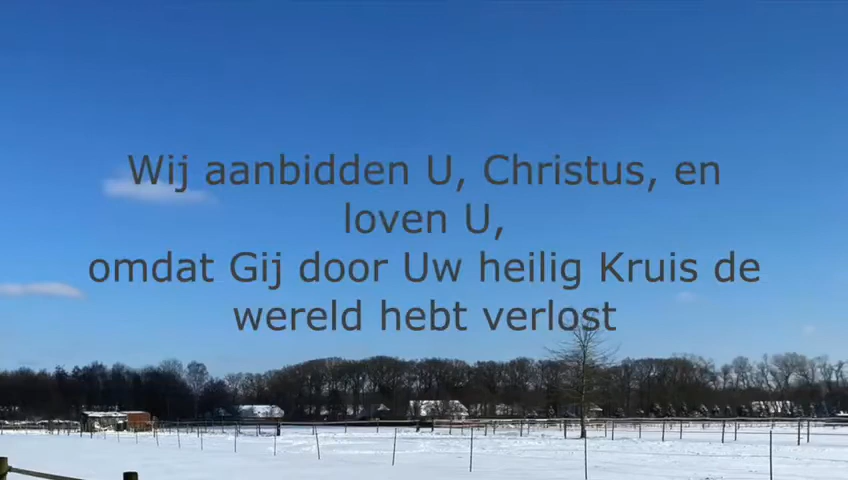 Wij aanbidden U, Christus, en
loven U,
omdat Gij door Uw heilig Kruis de
wereld hebt verlost